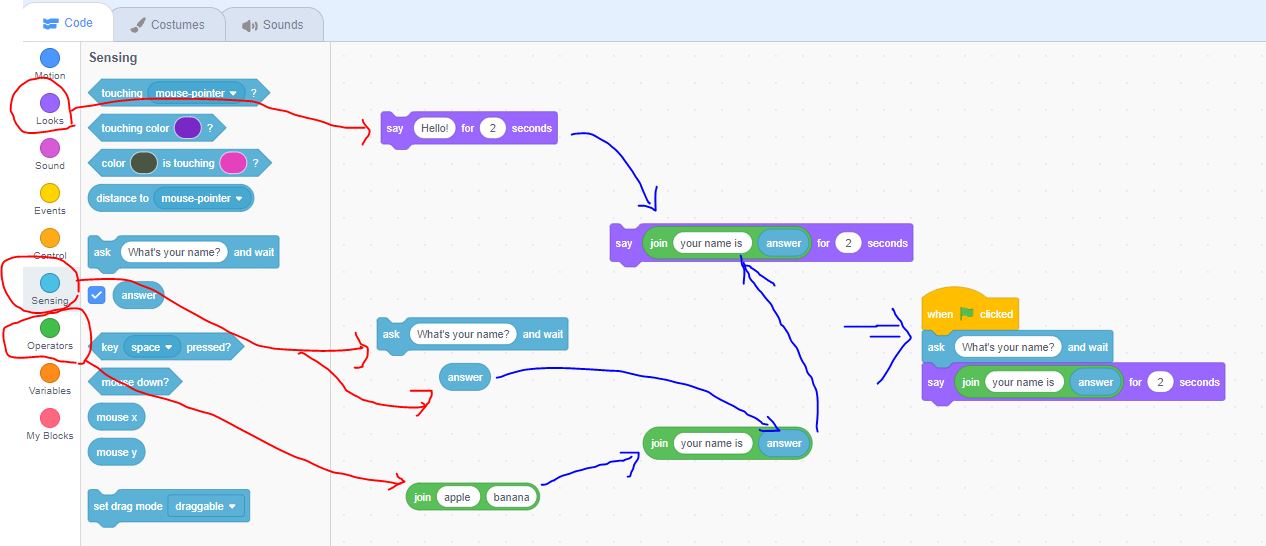 Code
Costumes
Sounds
Motion
Looks
Sound
Events
Control
Sensing
Operators
Variables
My Blocks
Sensing
touching mouse-pointer ?
touching color ?
color is touching ?
distance to mouse-pointer
ask What's your name? and wait
answer
key space pressed?
mouse down?
mouse x
mouse y
set drag mode draggable
say Hello! for 2 seconds
say join your name is answer for 2 seconds
ask What's your name? and wait
answer
join your name is answer
join apple banana
when clicked
ask What's your name? and wait
say join your name is answer for 2 seconds